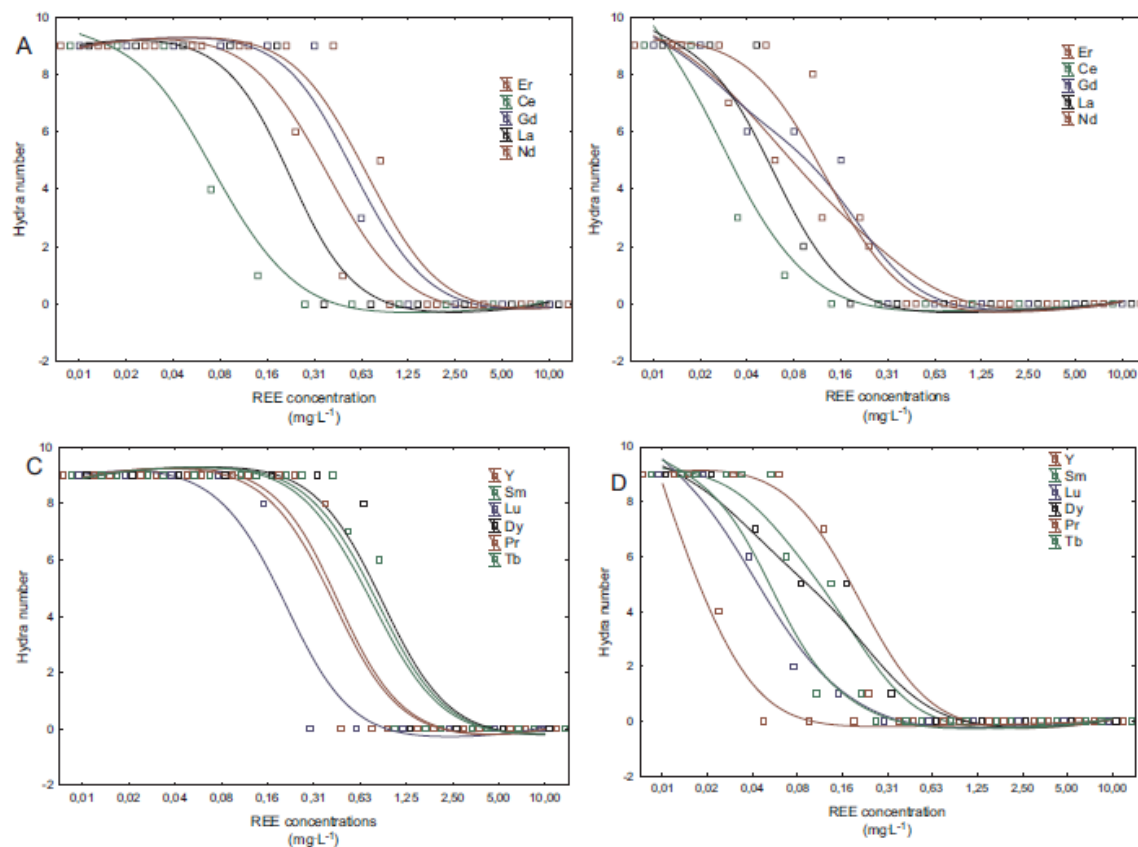 A
10
8
6
4
2
0
-2
Hydra number
Er
Ce
Gd
La
Nd
0,01 0,02 0,04 0,08 0,16 0,31 0,63 1,25 2,50 5,00 10,00
REE concentration
(mg·L⁻¹)
10
8
6
4
2
0
-2
Hydra number
Er
Ce
Gd
La
Nd
0,01 0,02 0,04 0,08 0,16 0,31 0,63 1,25 2,50 5,00 10,00
REE concentrations
(mg·L⁻¹)
C
10
8
6
4
2
0
-2
Hydra number
Y
Sm
Lu
Dy
Pr
Tb
0,01 0,02 0,04 0,08 0,16 0,31 0,63 1,25 2,50 5,00 10,00
REE concentrations
(mg·L⁻¹)
D
10
8
6
4
2
0
-2
Hydra number
Y
Sm
Lu
Dy
Pr
Tb
0,01 0,02 0,04 0,08 0,16 0,31 0,63 1,25 2,50 5,00 10,00
REE concentration
(mg·L⁻¹)